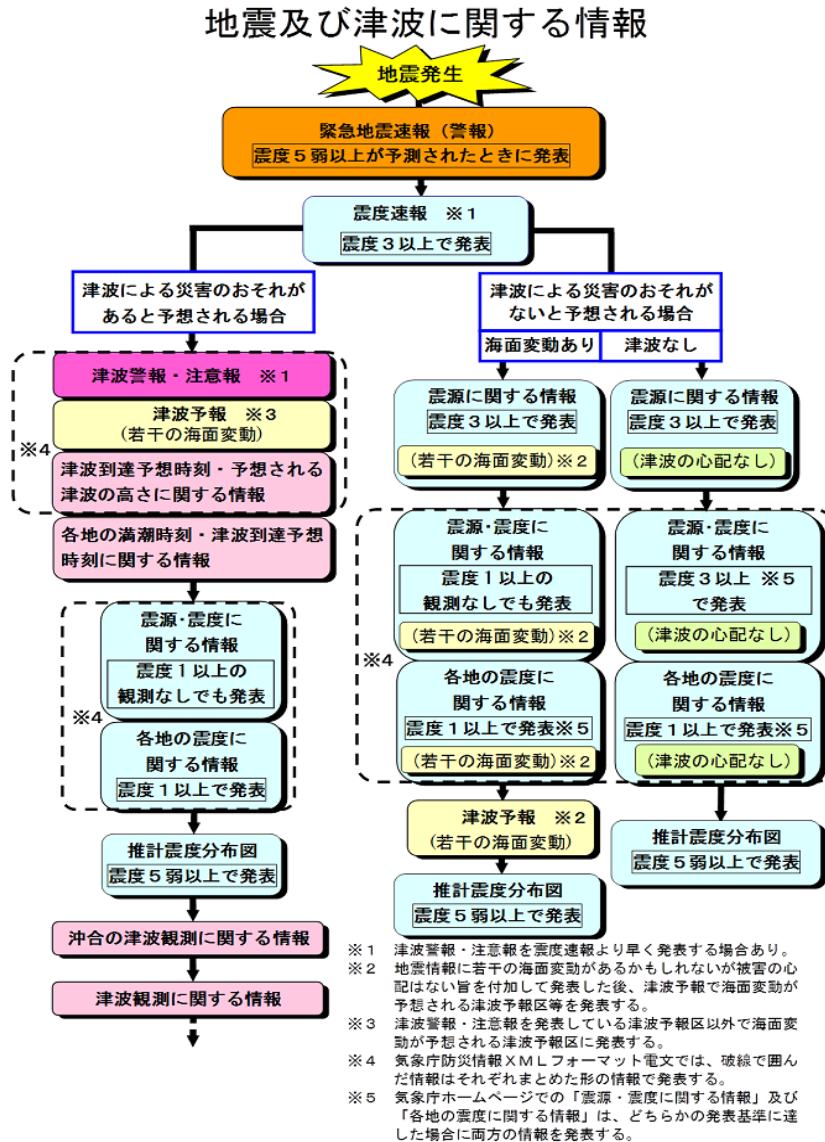 地震及び津波に関する情報
地震発生
緊急地震速報（警報）
震度５弱以上が予測されたときに発表
震度速報　※１
震度３以上で発表
津波による災害のおそれが
あると予想される場合
津波警報・注意報　※１
津波予報　※３
(若干の海面変動)
津波到達予想時刻・予想される
津波の高さに関する情報
※４
各地の満潮時刻・津波到達予想
時刻に関する情報
震源・震度に
関する情報
震度１以上の
観測なしでも発表
※４
各地の震度に
関する情報
震度１以上で発表
推計震度分布図
震度５弱以上で発表
沖合の津波観測に関する情報
津波観測に関する情報
津波による災害のおそれが
ないと予想される場合
海面変動あり
津波なし
震源に関する情報
震度３以上で発表
(若干の海面変動)※２
震源・震度に
関する情報
震度１以上の
観測なしでも発表
(若干の海面変動)※２
※４
各地の震度に
関する情報
震度１以上で発表※５
(若干の海面変動)※２
津波予報　※２
(若干の海面変動)
推計震度分布図
震度５弱以上で発表
震源に関する情報
震度３以上で発表
(津波の心配なし)
震源・震度に
関する情報
震度３以上　※５
で発表
(津波の心配なし)
各地の震度に
関する情報
震度１以上で発表※５
(津波の心配なし)
推計震度分布図
震度５弱以上で発表
※１　津波警報・注意報を震度速報より早く発表する場合あり。
※２　地震情報に若干の海面変動があるかもしれないが被害の心
配はない旨を付加して発表した後、津波予報で海面変動が
予想される津波予報区等を発表する。
※３　津波警報・注意報を発表している津波予報区以外で海面変
動が予想される津波予報区に発表する。
※４　気象庁防災情報ＸＭＬフォーマット電文では、破線で囲ん
だ情報はそれぞれまとめた形の情報で発表する。
※５　気象庁ホームページでの「震源・震度に関する情報」及び
「各地の震度に関する情報」は、どちらかの発表基準に達
した場合に両方の情報を発表する。